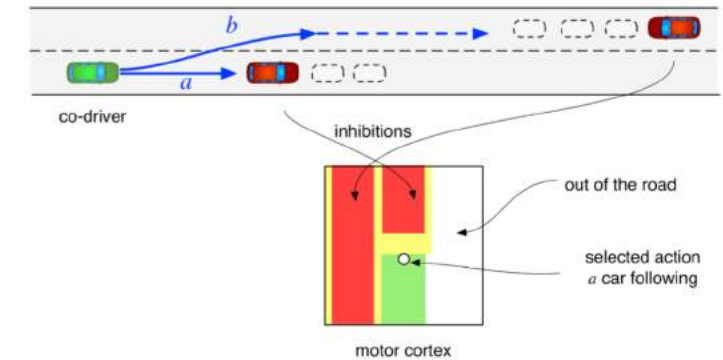 b
a
co-driver
inhibitions
out of the road
selected action
a car following
motor cortex